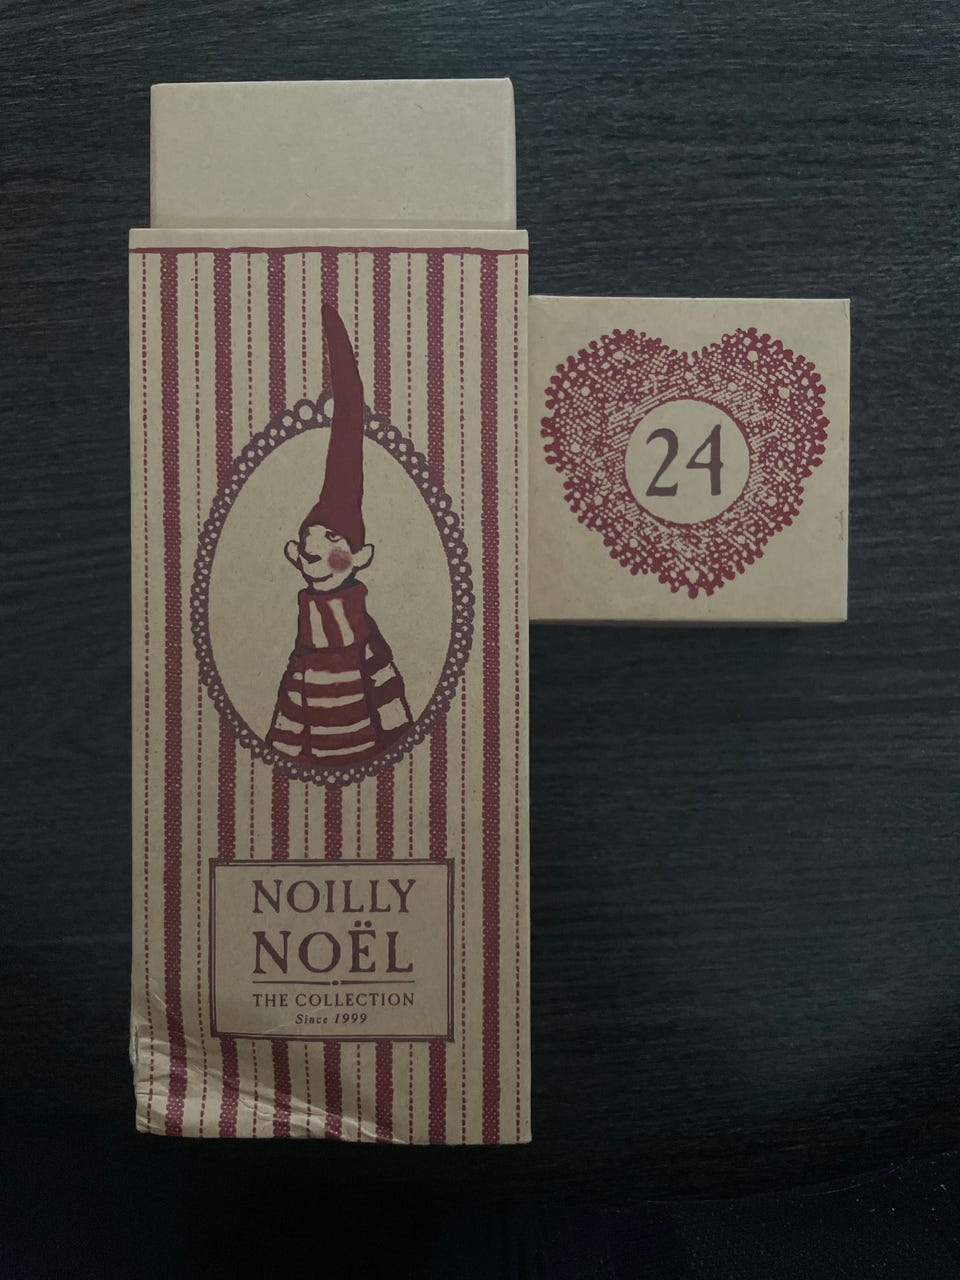 NOILLY
NOËL
THE COLLECTION
Since 1999
24